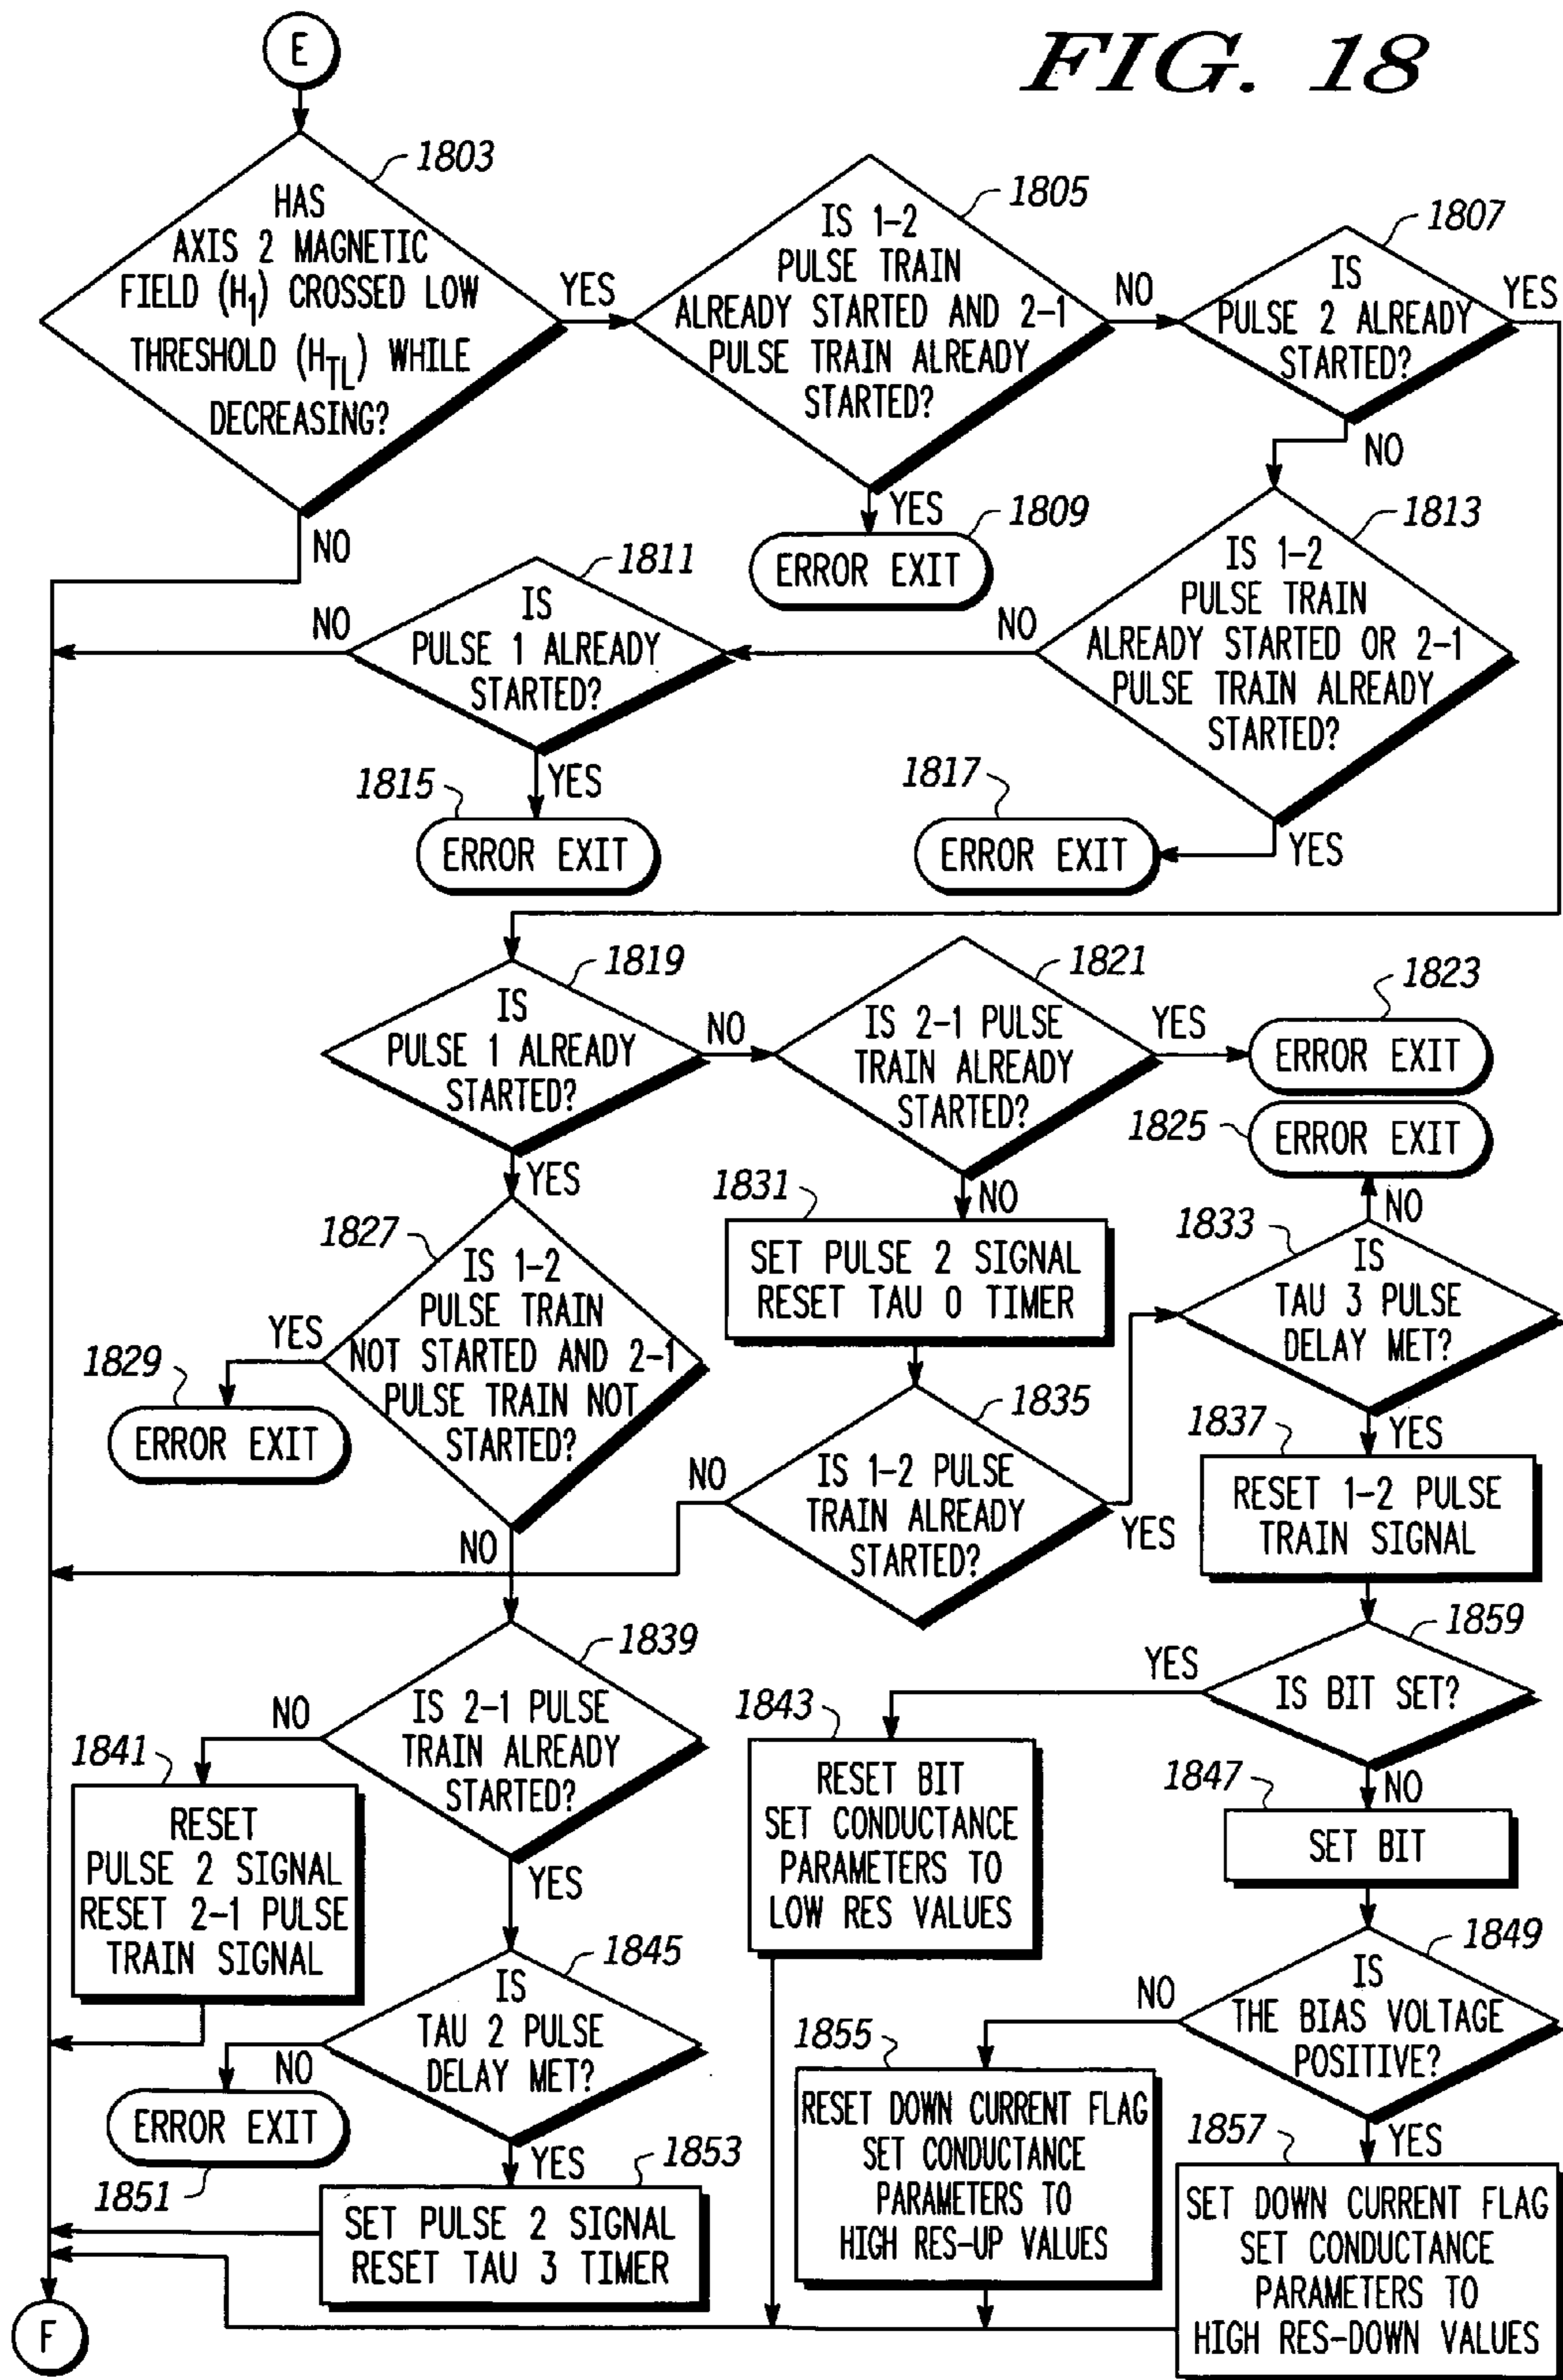 FIG. 18
E
1803
HAS
AXIS 2 MAGNETIC
FIELD (H1) CROSSED LOW
THRESHOLD (HTL) WHILE
DECREASING?
YES
NO
1805
IS 1-2
PULSE TRAIN
ALREADY STARTED AND 2-1
PULSE TRAIN ALREADY
STARTED?
NO
YES
1807
IS
PULSE 2 ALREADY
STARTED?
YES
NO
1809
ERROR EXIT
1811
IS
PULSE 1 ALREADY
STARTED?
NO
YES
1813
IS 1-2
PULSE TRAIN
ALREADY STARTED OR 2-1
PULSE TRAIN ALREADY
STARTED?
NO
YES
1815
ERROR EXIT
1817
ERROR EXIT
1819
IS
PULSE 1 ALREADY
STARTED?
NO
YES
1821
IS 2-1 PULSE
TRAIN ALREADY
STARTED?
YES
NO
1823
ERROR EXIT
1825
ERROR EXIT
1827
IS 1-2
PULSE TRAIN
NOT STARTED AND 2-1
PULSE TRAIN NOT
STARTED?
YES
NO
1829
ERROR EXIT
1831
SET PULSE 2 SIGNAL
RESET TAU 0 TIMER
1833
IS
TAU 3 PULSE
DELAY MET?
NO
YES
1835
IS 1-2 PULSE
TRAIN ALREADY
STARTED?
NO
YES
1837
RESET 1-2 PULSE
TRAIN SIGNAL
1859
IS BIT SET?
YES
NO
1839
IS 2-1 PULSE
TRAIN ALREADY
STARTED?
NO
YES
1841
RESET
PULSE 2 SIGNAL
RESET 2-1 PULSE
TRAIN SIGNAL
1843
RESET BIT
SET CONDUCTANCE
PARAMETERS TO
LOW RES VALUES
1847
SET BIT
1845
IS
TAU 2 PULSE
DELAY MET?
NO
YES
1849
IS
THE BIAS VOLTAGE
POSITIVE?
NO
YES
ERROR EXIT
1851
1853
SET PULSE 2 SIGNAL
RESET TAU 3 TIMER
1855
RESET DOWN CURRENT FLAG
SET CONDUCTANCE
PARAMETERS TO
HIGH RES-UP VALUES
1857
SET DOWN CURRENT FLAG
SET CONDUCTANCE
PARAMETERS TO
HIGH RES-DOWN VALUES
F